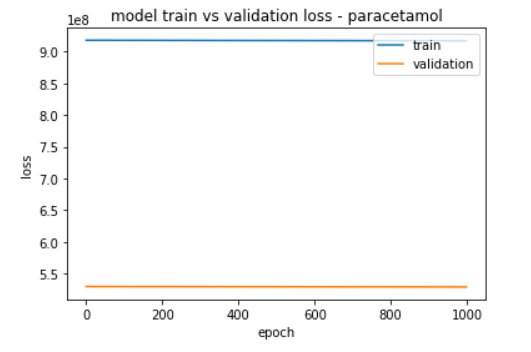 1e8 model train vs validation loss - paracetamol
train
validation
9.0
8.5
8.0
7.5
7.0
6.5
6.0
5.5
loss
0 200 400 600 800 1000
epoch